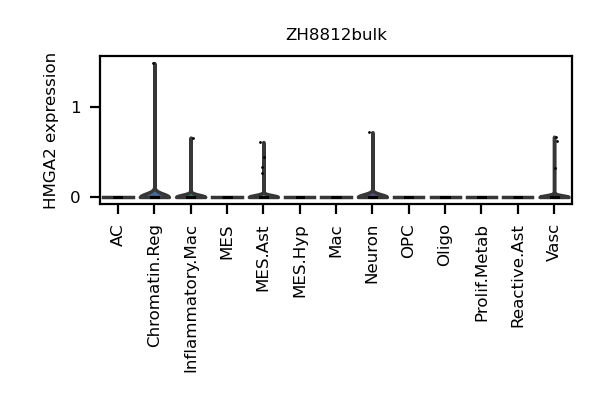 ZH8812bulk
HMGA2 expression
1
0
AC
Chromatin.Reg
Inflammatory.Mac
MES
MES.Ast
MES.Hyp
Mac
Neuron
OPC
Oligo
Prolif.Metab
Reactive.Ast
Vasc